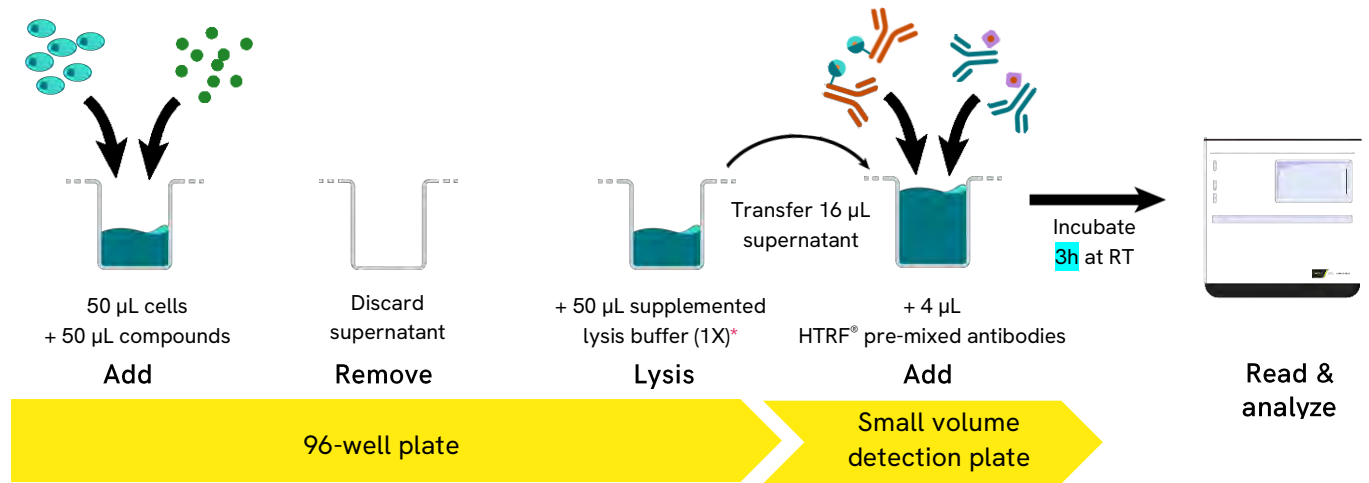 Transfer 16 µL
supernatant
Incubate
3h at RT
50 µL cells
+ 50 µL compounds
Discard
supernatant
+ 50 µL supplemented
lysis buffer (1X)*
+ 4 µL
HTRF® pre-mixed antibodies
Add
Remove
Lysis
Add
Read &
analyze
96-well plate
Small volume
detection plate